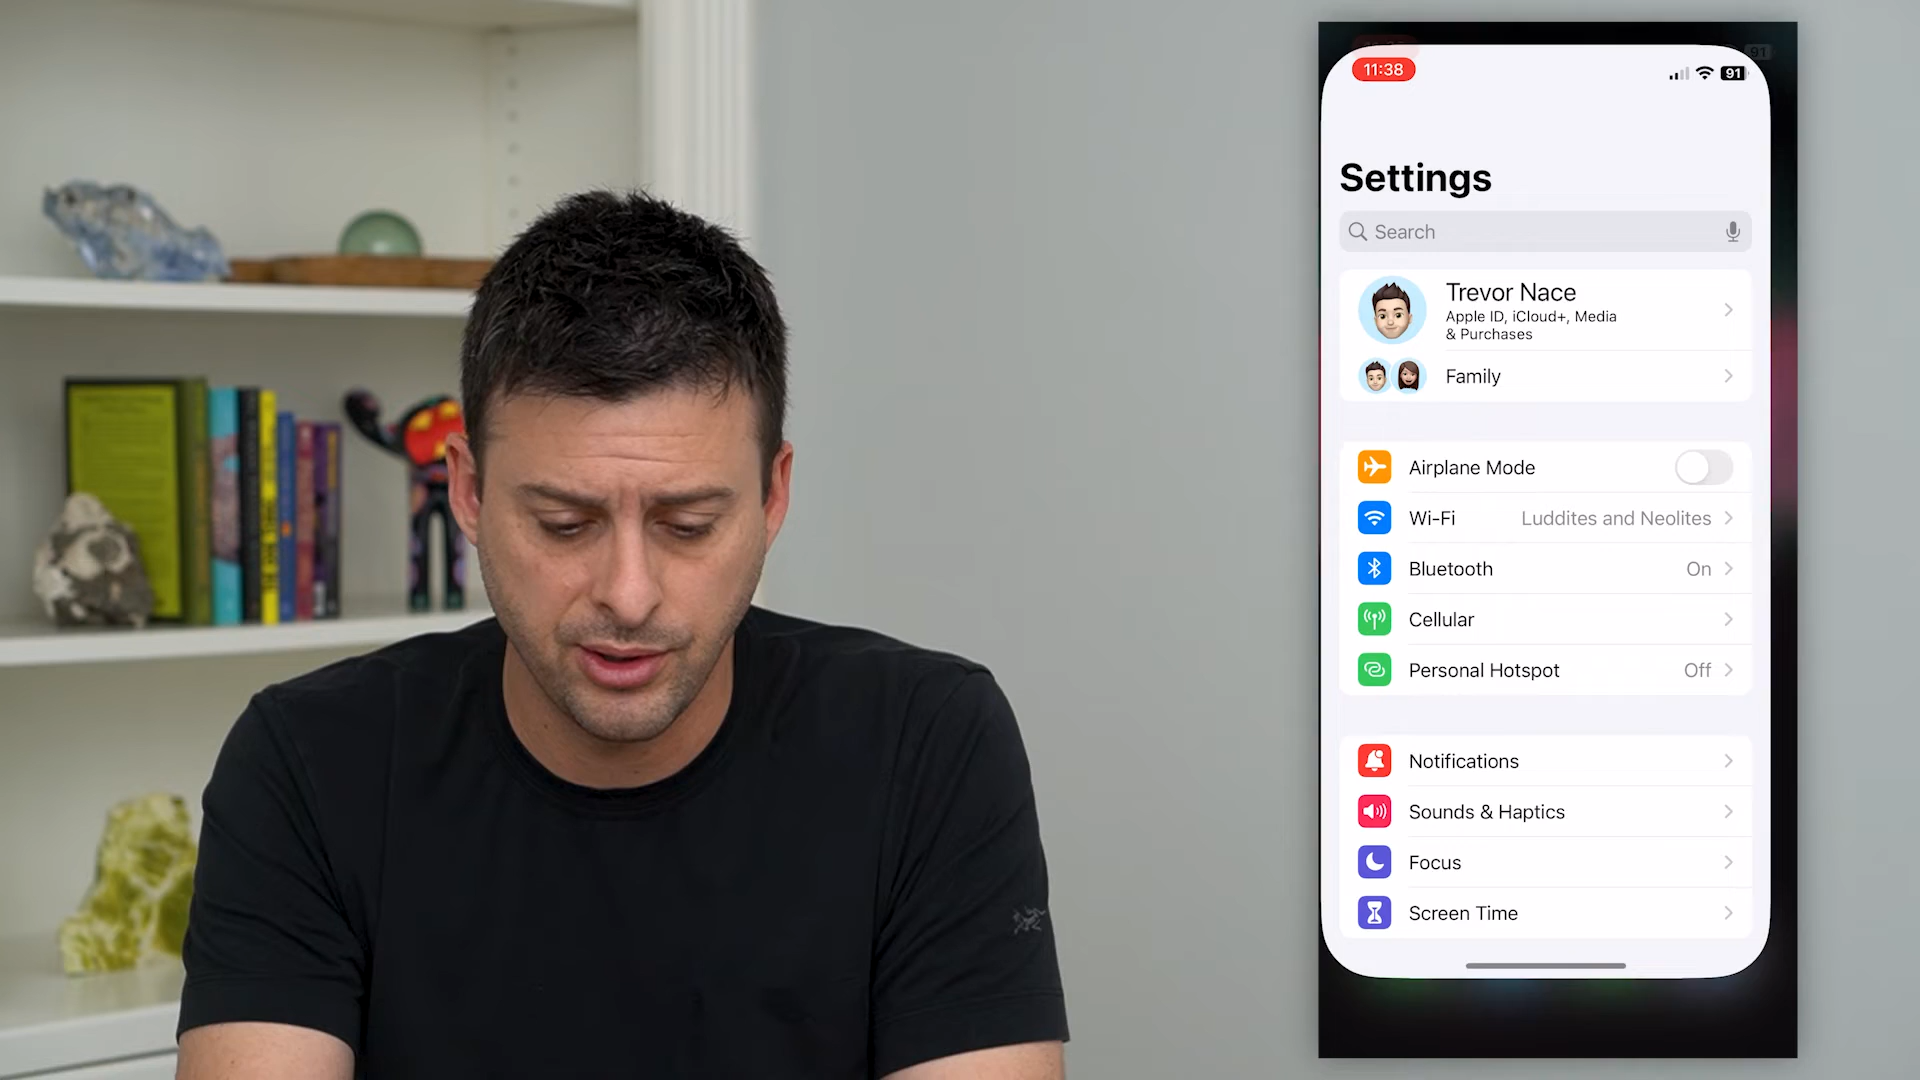 11:38
91
Settings
Search
Trevor Nace
Apple ID, iCloud+, Media
& Purchases
Family
Airplane Mode
Wi-Fi Luddites and Neolites
Bluetooth On
Cellular
Personal Hotspot Off
Notifications
Sounds & Haptics
Focus
Screen Time